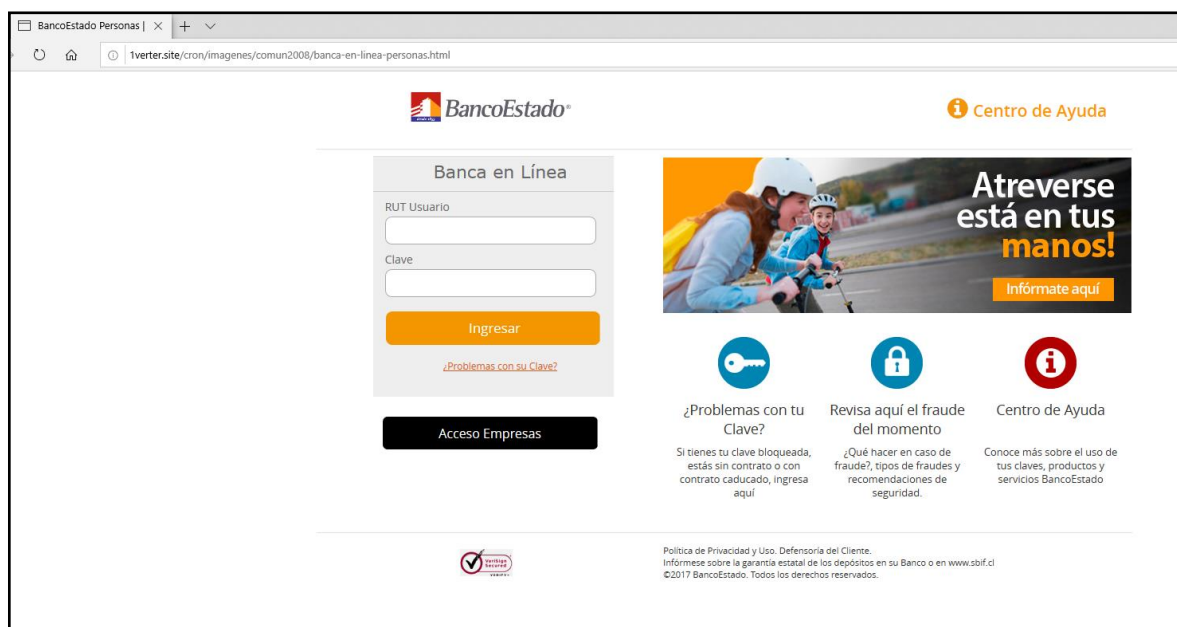 BancoEstado Personas |
1verter.site/cron/imagenes/comun2008/banca-en-linea-personas.html
BancoEstado®
Centro de Ayuda
Banca en Línea
RUT Usuario
Clave
Ingresar
¿Problemas con su Clave?
Acceso Empresas
Atreverse
está en tus
manos!
Infórmate aquí
¿Problemas con tu
Clave?
Si tienes tu clave bloqueada,
estás sin contrato o con
contrato caducado, ingresa
aquí
Revisa aquí el fraude
del momento
¿Qué hacer en caso de
fraude?, tipos de fraudes y
recomendaciones de
seguridad.
Centro de Ayuda
Conoce más sobre el uso de
tus claves, productos y
servicios BancoEstado
VeriSign
Secured
Política de Privacidad y Uso. Defensoría del Cliente.
Infórmese sobre la garantía estatal de los depósitos en su Banco o en www.sbif.cl
©2017 BancoEstado. Todos los derechos reservados.